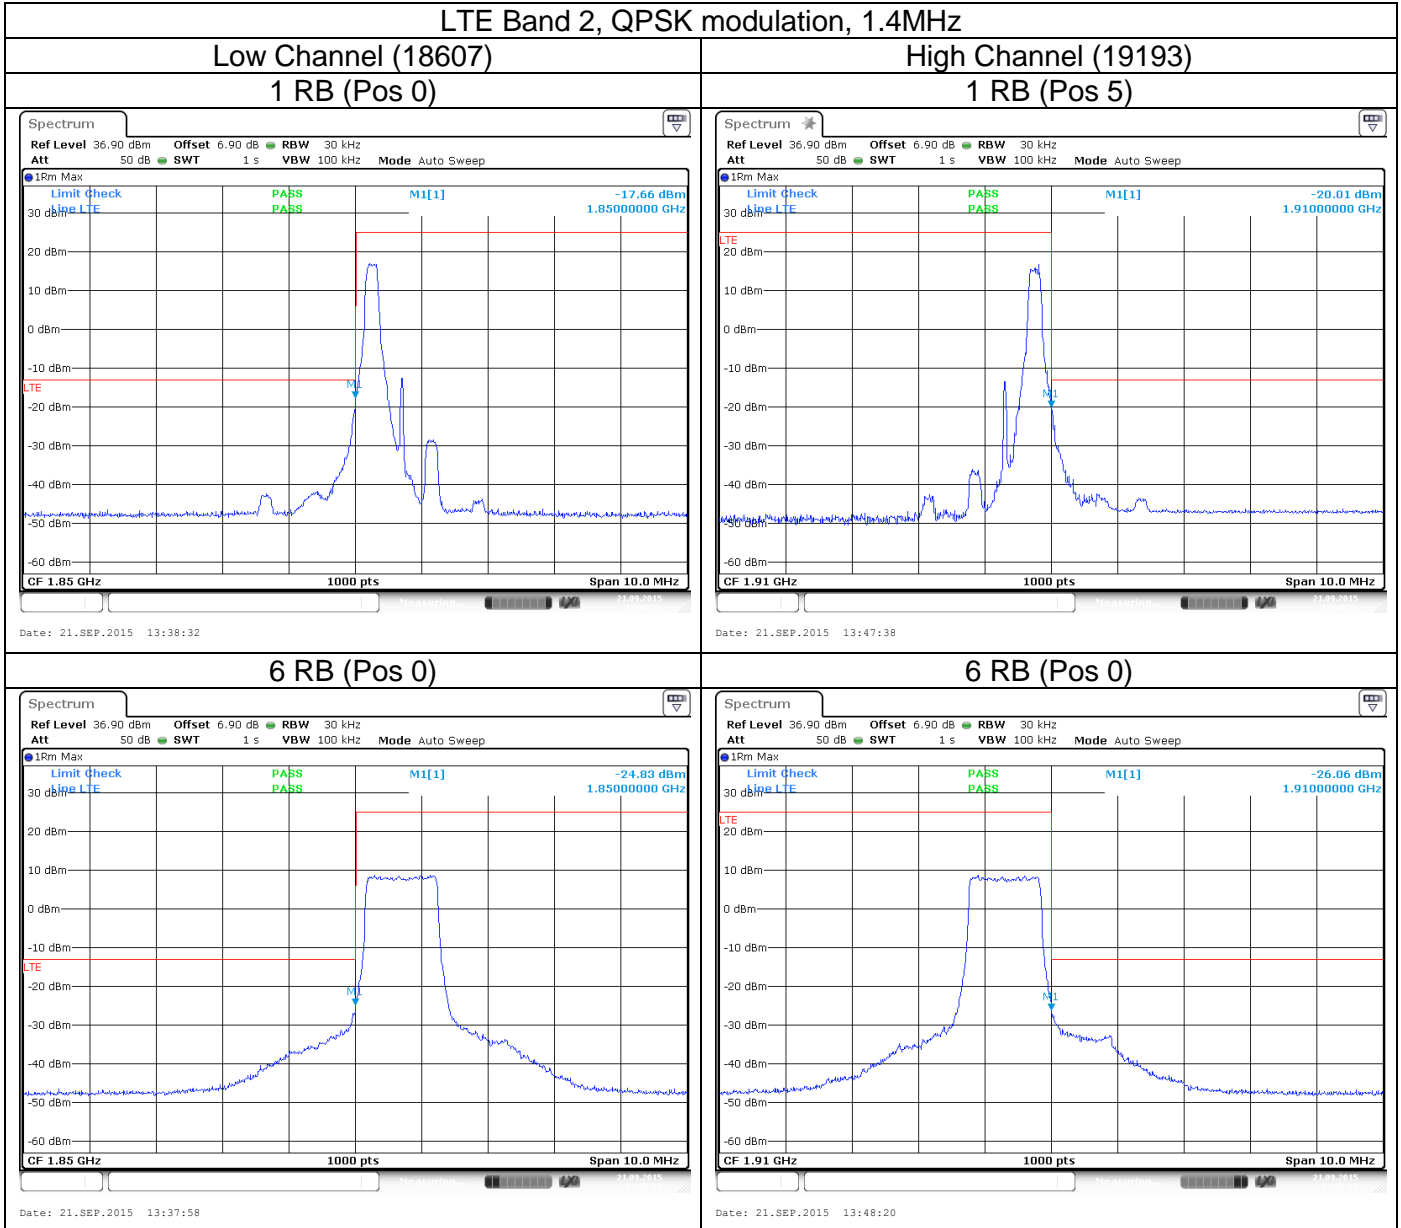 LTE Band 2, QPSK modulation, 1.4MHz
Low Channel (18607) High Channel (19193)
1 RB (Pos 0) 1 RB (Pos 5)
Spectrum
Ref Level 36.90 dBm Offset 6.90 dB RBW 30 kHz
Att 50 dB SWT 1 s VBW 100 kHz Mode Auto Sweep
1Rm Max
Limit Check PASS M1[1] -17.66 dBm
Line LTE PASS 1.85000000 GHz
30 dBm
20 dBm
10 dBm
0 dBm
-10 dBm
LTE
M1
-20 dBm
-30 dBm
-40 dBm
-50 dBm
-60 dBm
CF 1.85 GHz 1000 pts Span 10.0 MHz
Measuring... 21.09.2015
Date: 21.SEP.2015 13:38:32
Spectrum
Ref Level 36.90 dBm Offset 6.90 dB RBW 30 kHz
Att 50 dB SWT 1 s VBW 100 kHz Mode Auto Sweep
1Rm Max
Limit Check PASS M1[1] -20.01 dBm
Line LTE PASS 1.91000000 GHz
30 dBm
LTE
20 dBm
10 dBm
0 dBm
-10 dBm
M1
-20 dBm
-30 dBm
-40 dBm
-50 dBm
-60 dBm
CF 1.91 GHz 1000 pts Span 10.0 MHz
Measuring... 21.09.2015
Date: 21.SEP.2015 13:47:38
6 RB (Pos 0) 6 RB (Pos 0)
Spectrum
Ref Level 36.90 dBm Offset 6.90 dB RBW 30 kHz
Att 50 dB SWT 1 s VBW 100 kHz Mode Auto Sweep
1Rm Max
Limit Check PASS M1[1] -24.83 dBm
Line LTE PASS 1.85000000 GHz
30 dBm
20 dBm
10 dBm
0 dBm
-10 dBm
LTE
-20 dBm
M1
-30 dBm
-40 dBm
-50 dBm
-60 dBm
CF 1.85 GHz 1000 pts Span 10.0 MHz
Measuring... 21.09.2015
Date: 21.SEP.2015 13:37:58
Spectrum
Ref Level 36.90 dBm Offset 6.90 dB RBW 30 kHz
Att 50 dB SWT 1 s VBW 100 kHz Mode Auto Sweep
1Rm Max
Limit Check PASS M1[1] -26.06 dBm
Line LTE PASS 1.91000000 GHz
30 dBm
LTE
20 dBm
10 dBm
0 dBm
-10 dBm
-20 dBm
M1
-30 dBm
-40 dBm
-50 dBm
-60 dBm
CF 1.91 GHz 1000 pts Span 10.0 MHz
Measuring... 21.09.2015
Date: 21.SEP.2015 13:48:20